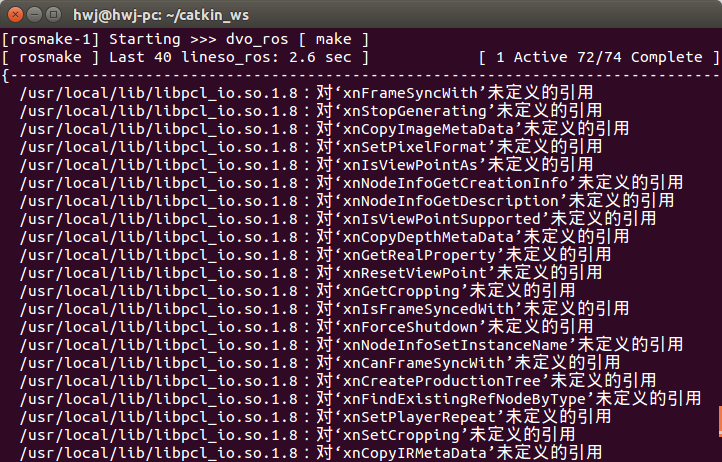 hwj@hwj-pc: ~/catkin_ws
[rosmake-1] Starting >>> dvo_ros [ make ]
[ rosmake ] Last 40 lineso_ros: 2.6 sec ] [ 1 Active 72/74 Complete ]
{-------------------------------------------------------------------------------
/usr/local/lib/libpcl_io.so.1.8：对‘xnFrameSyncWith’未定义的引用
/usr/local/lib/libpcl_io.so.1.8：对‘xnStopGenerating’未定义的引用
/usr/local/lib/libpcl_io.so.1.8：对‘xnCopyImageMetaData’未定义的引用
/usr/local/lib/libpcl_io.so.1.8：对‘xnSetPixelFormat’未定义的引用
/usr/local/lib/libpcl_io.so.1.8：对‘xnIsViewPointAs’未定义的引用
/usr/local/lib/libpcl_io.so.1.8：对‘xnNodeInfoGetCreationInfo’未定义的引用
/usr/local/lib/libpcl_io.so.1.8：对‘xnNodeInfoGetDescription’未定义的引用
/usr/local/lib/libpcl_io.so.1.8：对‘xnIsViewPointSupported’未定义的引用
/usr/local/lib/libpcl_io.so.1.8：对‘xnCopyDepthMetaData’未定义的引用
/usr/local/lib/libpcl_io.so.1.8：对‘xnGetRealProperty’未定义的引用
/usr/local/lib/libpcl_io.so.1.8：对‘xnResetViewPoint’未定义的引用
/usr/local/lib/libpcl_io.so.1.8：对‘xnGetCropping’未定义的引用
/usr/local/lib/libpcl_io.so.1.8：对‘xnIsFrameSyncedWith’未定义的引用
/usr/local/lib/libpcl_io.so.1.8：对‘xnForceShutdown’未定义的引用
/usr/local/lib/libpcl_io.so.1.8：对‘xnNodeInfoSetInstanceName’未定义的引用
/usr/local/lib/libpcl_io.so.1.8：对‘xnCanFrameSyncWith’未定义的引用
/usr/local/lib/libpcl_io.so.1.8：对‘xnCreateProductionTree’未定义的引用
/usr/local/lib/libpcl_io.so.1.8：对‘xnFindExistingRefNodeByType’未定义的引用
/usr/local/lib/libpcl_io.so.1.8：对‘xnSetPlayerRepeat’未定义的引用
/usr/local/lib/libpcl_io.so.1.8：对‘xnSetCropping’未定义的引用
/usr/local/lib/libpcl_io.so.1.8：对‘xnCopyIRMetaData’未定义的引用